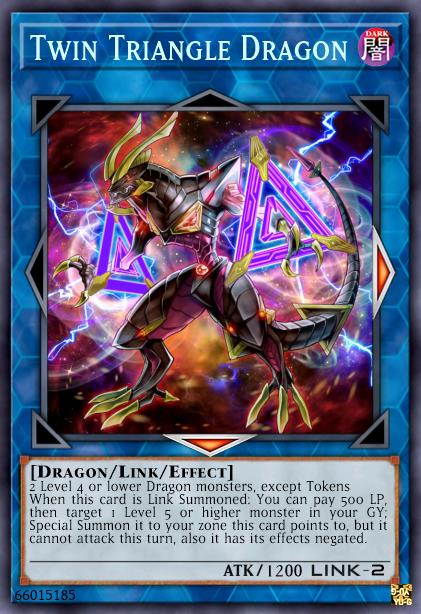 Twin Triangle Dragon
DARK
闇
[Dragon/Link/Effect]
2 Level 4 or lower Dragon monsters, except Tokens
When this card is Link Summoned: You can pay 500 LP,
then target 1 Level 5 or higher monster in your GY;
Special Summon it to your zone this card points to, but it
cannot attack this turn, also it has its effects negated.
ATK/1200 LINK-2
66015185